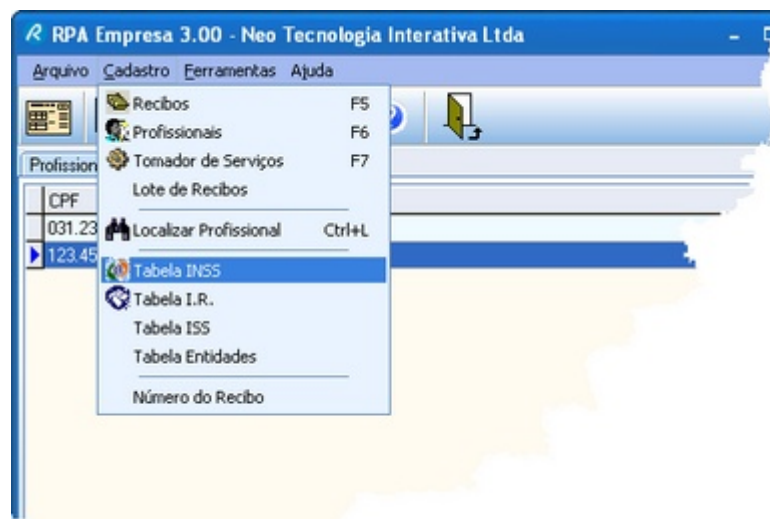 RPA Empresa 3.00 - Neo Tecnologia Interativa Ltda
Arquivo Cadastro Ferramentas Ajuda
Recibos F5
Profissionais F6
Tomador de Serviços F7
Lote de Recibos
Localizar Profissional Ctrl+L
Tabela INSS
Tabela I.R.
Tabela ISS
Tabela Entidades
Número do Recibo
Profission
CPF
031.23
123.45